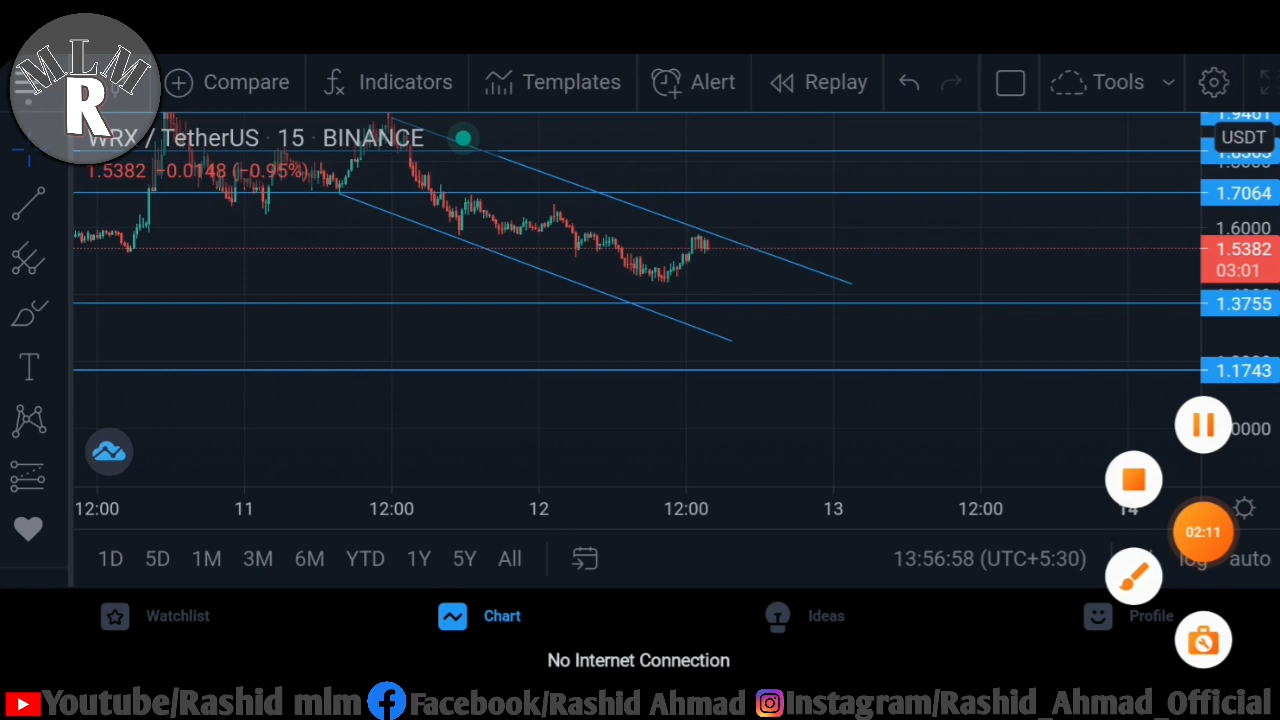 MLM
R
Compare
Indicators
Templates
Alert
Replay
Tools
WRX / TetherUS · 15 · BINANCE
1.5382 −0.0148 (−0.95%)
1.9461
USDT
1.7064
1.6000
1.5382
03:01
1.3755
1.1743
0000
12:00 11 12:00 12 12:00 13 12:00 14
02:11
1D 5D 1M 3M 6M YTD 1Y 5Y All
13:56:58 (UTC+5:30)
log auto
Watchlist
Chart
Ideas
Profile
No Internet Connection
Youtube/Rashid mlm Facebook/Rashid Ahmad Instagram/Rashid_Ahmad_Official